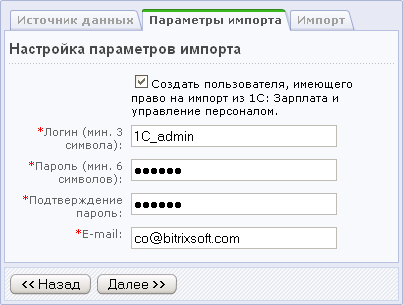 Источник данных Параметры импорта Импорт
Настройка параметров импорта
Создать пользователя, имеющего
право на импорт из 1С: Зарплата и
управление персоналом.
*Логин (мин. 3
символа): 1C_admin
*Пароль (мин. 6
символов): ●●●●●●
*Подтверждение
пароль: ●●●●●●
*E-mail: co@bitrixsoft.com
<< Назад Далее >>